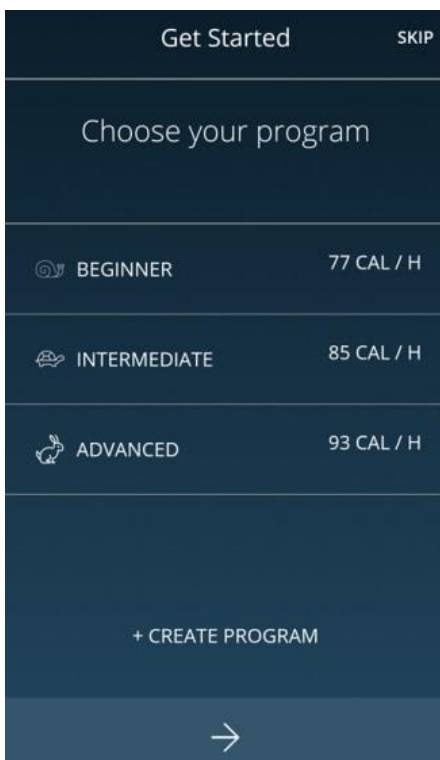 Get Started SKIP
Choose your program
BEGINNER 77 CAL / H
INTERMEDIATE 85 CAL / H
ADVANCED 93 CAL / H
+ CREATE PROGRAM